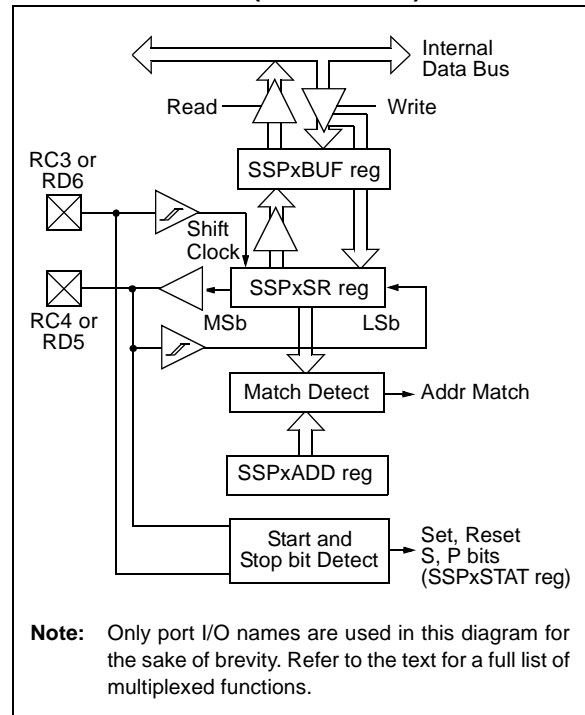 Internal
Data Bus
Read
Write
RC3 or
RD6
SSPxBUF reg
Shift
Clock
SSPxSR reg
RC4 or
RD5
MSb
LSb
Match Detect
Addr Match
SSPxADD reg
Start and
Stop bit Detect
Set, Reset
S, P bits
(SSPxSTAT reg)
Note: Only port I/O names are used in this diagram for
the sake of brevity. Refer to the text for a full list of
multiplexed functions.